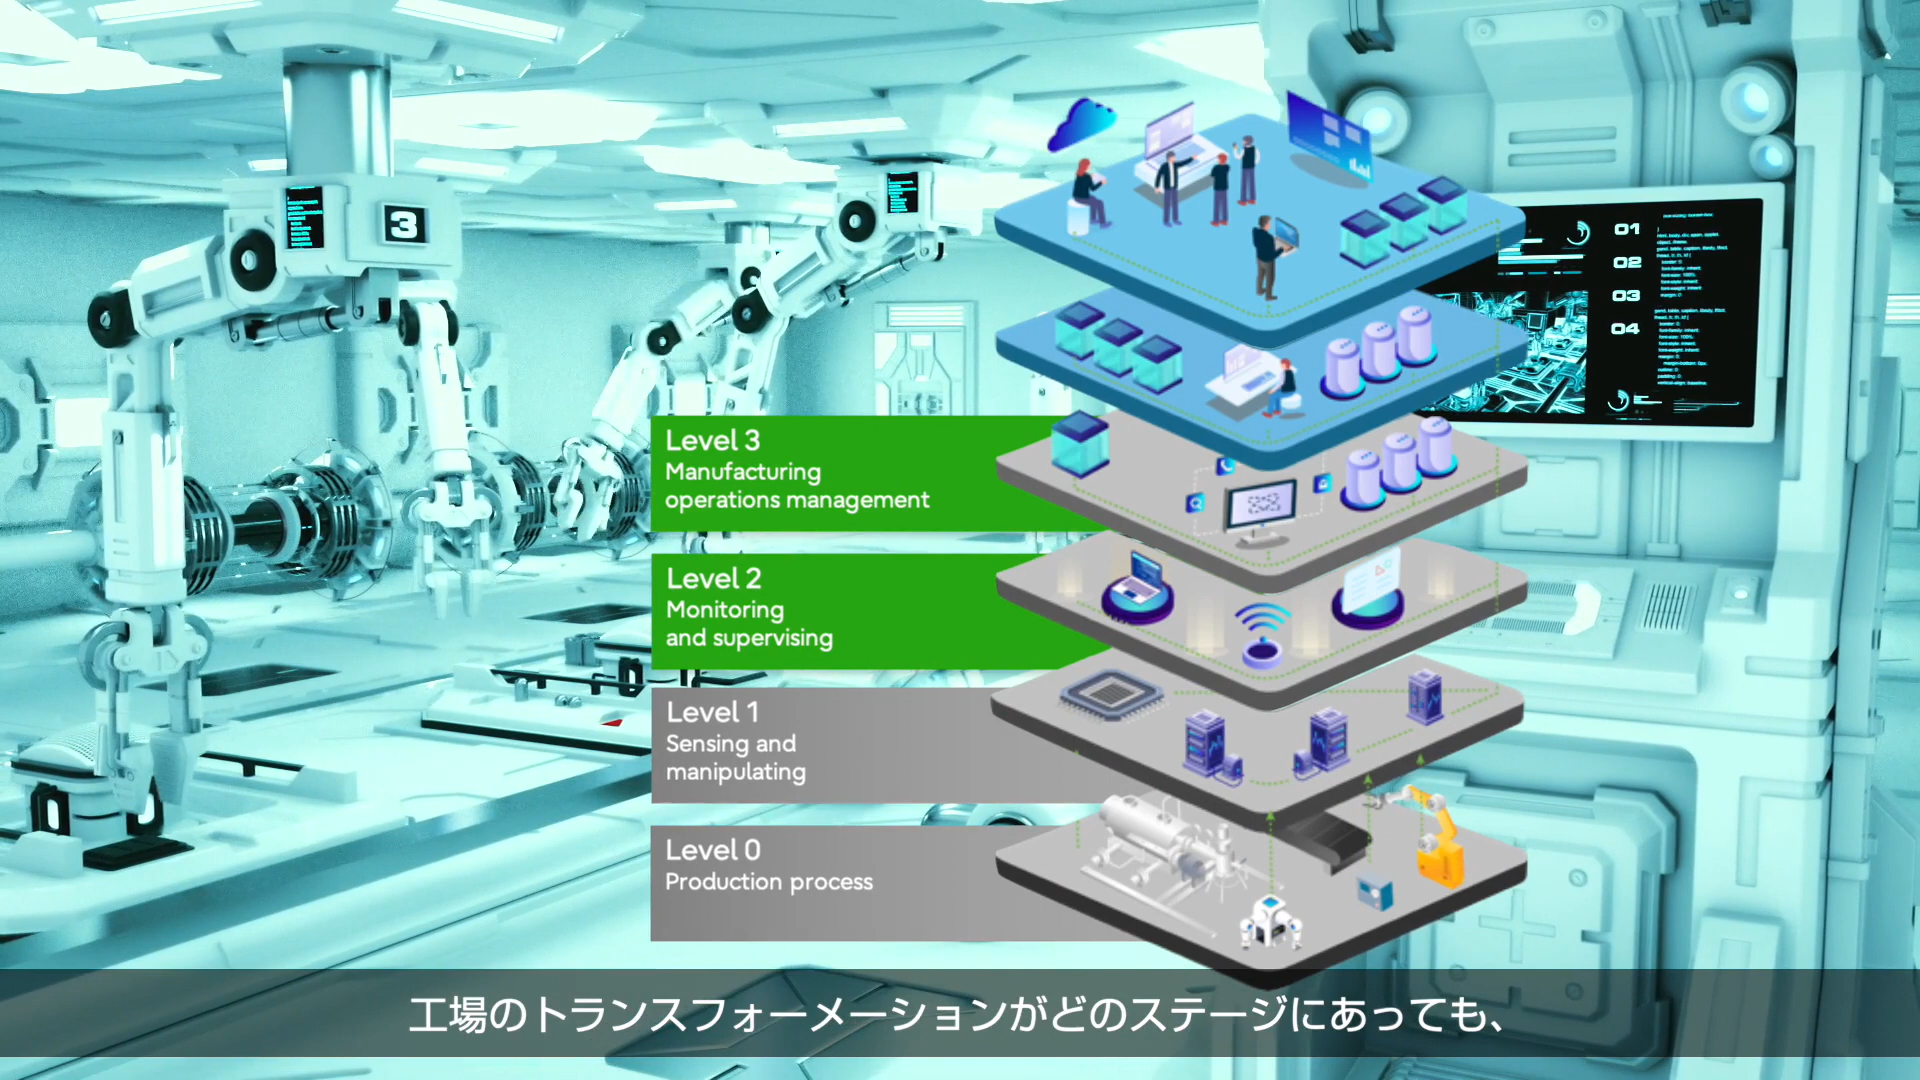 3
01
02
03
04
Level 3
Manufacturing
operations management
Level 2
Monitoring
and supervising
Level 1
Sensing and
manipulating
Level 0
Production process
工場のトランスフォーメーションがどのステージにあっても、